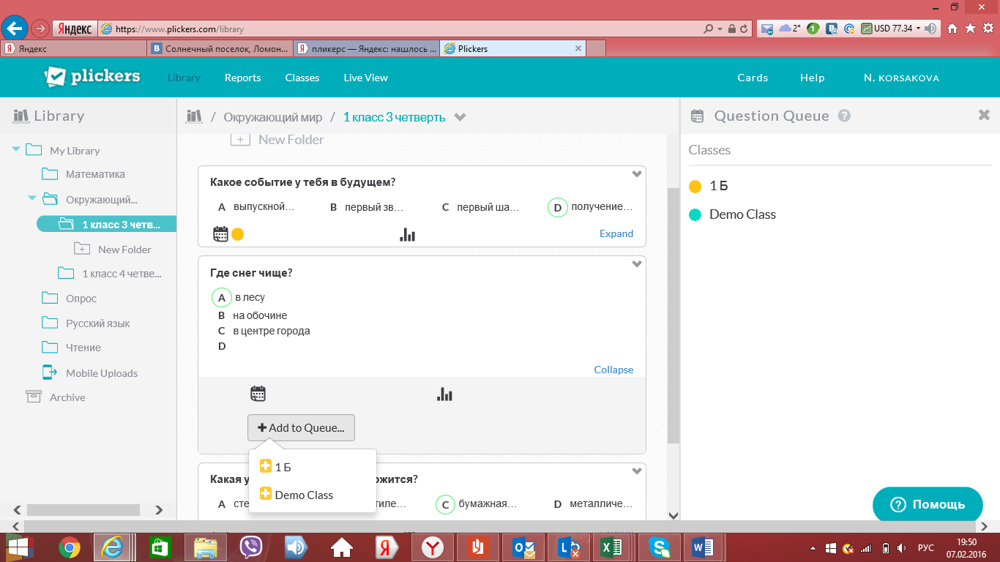 Яндекс
https://www.plickers.com/library
2°
1
USD 77.34
Яндекс
Солнечный поселок, Ломон...
пликерс — Яндекс: нашлось ...
Plickers
plickers
Library
Reports
Classes
Live View
Cards
Help
N. KORSAKOVA
Library
My Library
Математика
Окружающий...
1 класс 3 четв...
New Folder
1 класс 4 четве...
Опрос
Русский язык
Чтение
Mobile Uploads
Archive
/ Окружающий мир / 1 класс 3 четверть
New Folder
Какое событие у тебя в будущем?
A выпускной... B первый зв... C первый ша... D получение...
Expand
Где снег чище?
A в лесу
B на обочине
C в центре города
D
Collapse
+ Add to Queue...
1 Б
Demo Class
Какая у
ожится?
A сте
тиле...
C бумажная...
D металличе...
Question Queue ?
Classes
1 Б
Demo Class
? Помощь
РУС
19:50
07.02.2016